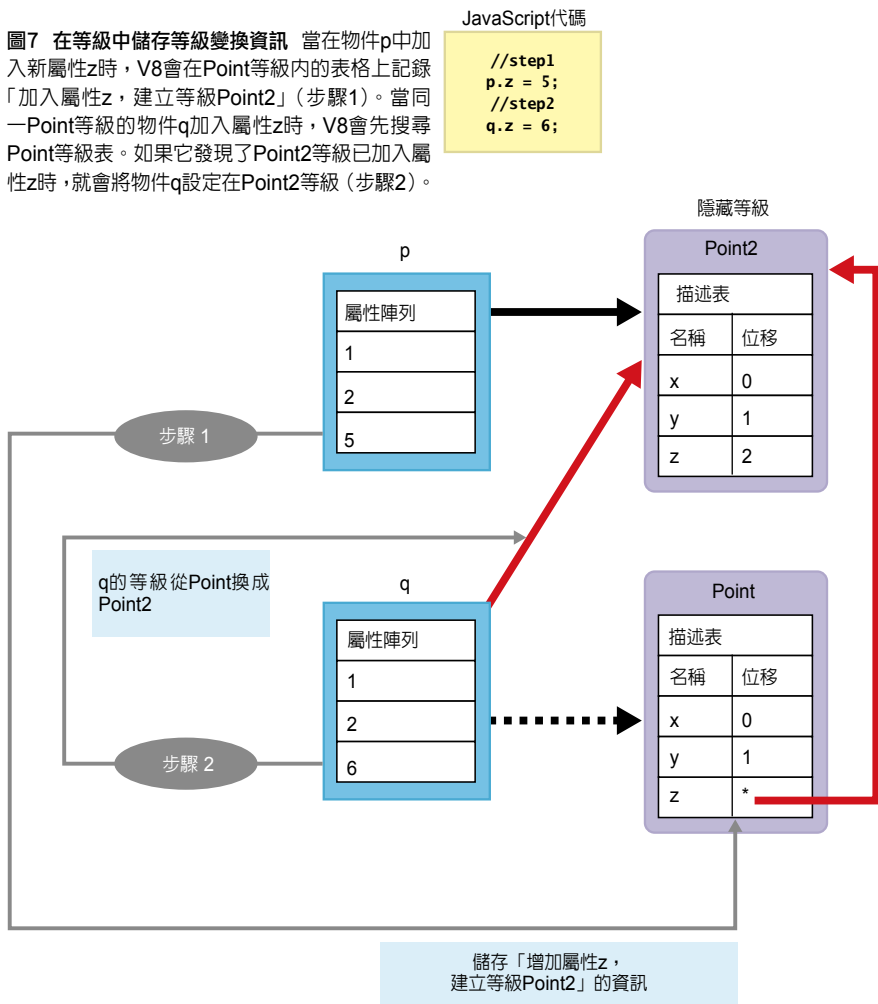 圖7 在等級中儲存等級變換資訊 當在物件p中加
入新屬性z時，V8會在Point等級内的表格上記錄
「加入屬性z，建立等級Point2」（步驟1）。當同
一Point等級的物件q加入屬性z時，V8會先搜尋
Point等級表。如果它發現了Point2等級已加入屬
性z時，就會將物件q設定在Point2等級（步驟2）。
JavaScript代碼
//step1
p.z = 5;
//step2
q.z = 6;
隱藏等級
p
屬性陣列
1
2
5
Point2
描述表
名稱 位移
x 0
y 1
z 2
步驟 1
q的等級從Point換成
Point2
q
屬性陣列
1
2
6
Point
描述表
名稱 位移
x 0
y 1
z *
步驟 2
儲存「增加屬性z，
建立等級Point2」的資訊